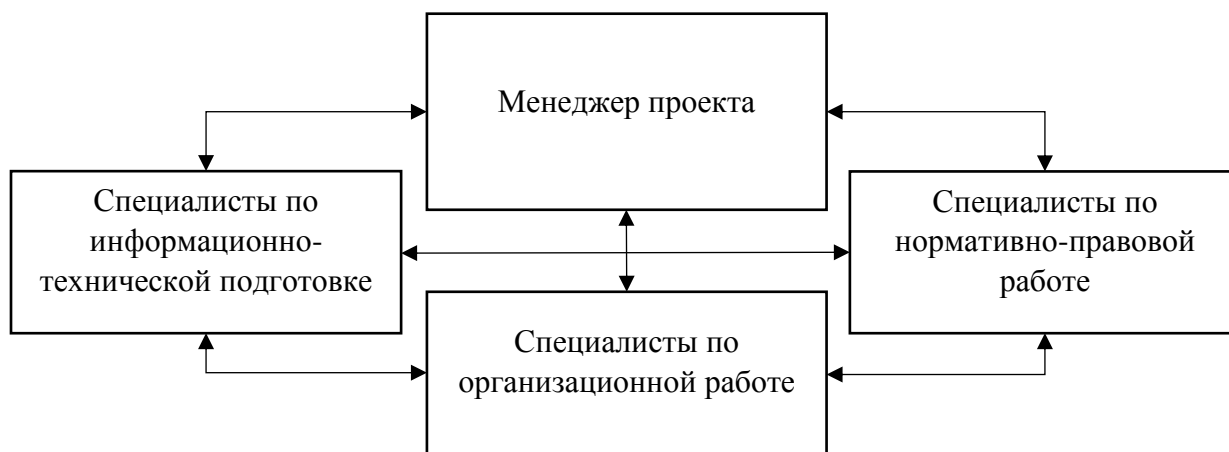 Менеджер проекта
Специалисты по
информационно-
технической подготовке
Специалисты по
нормативно-правовой
работе
Специалисты по
организационной работе